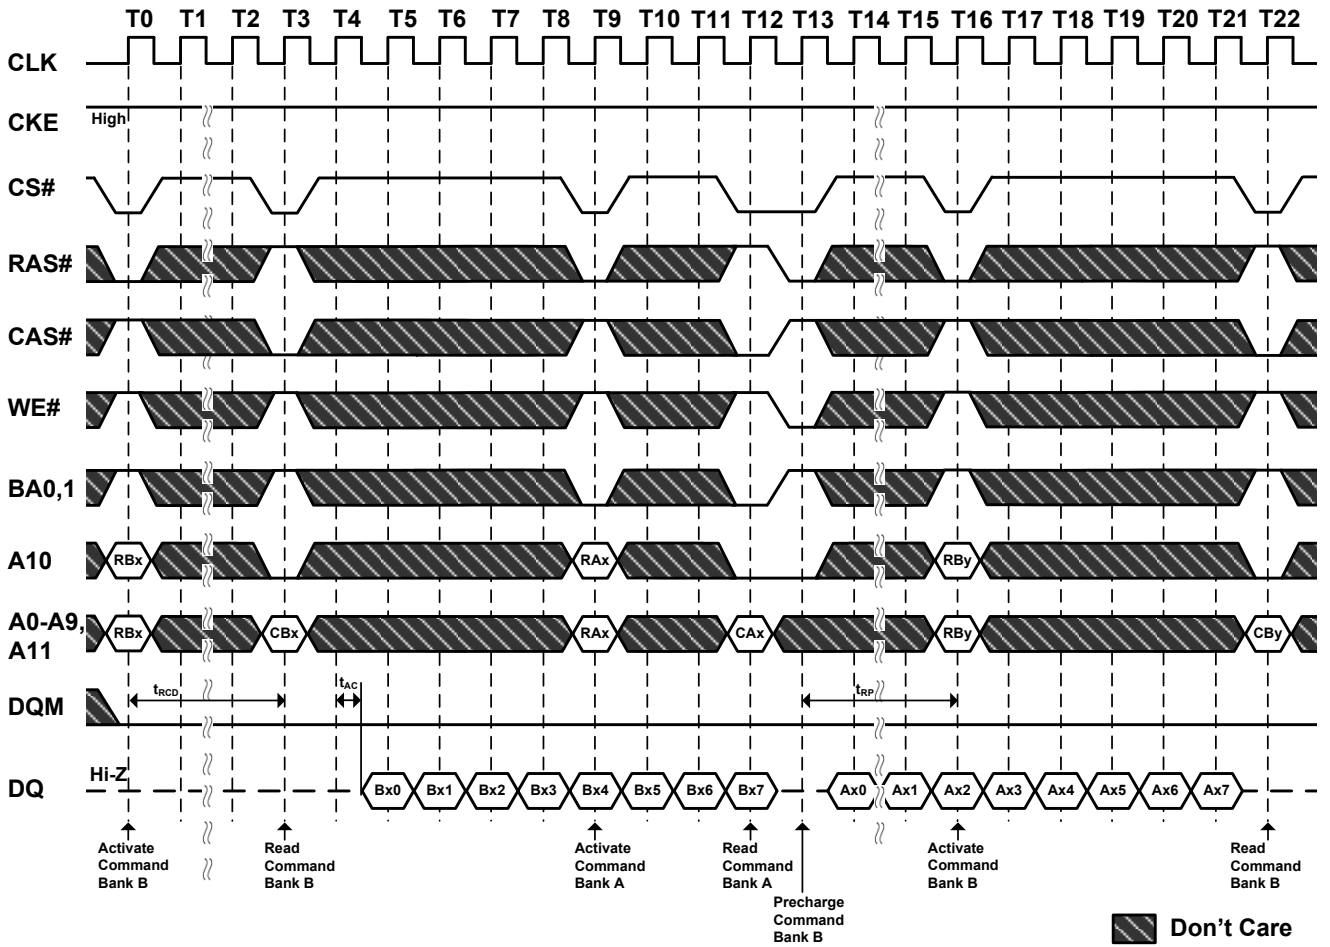 T0 T1 T2 T3 T4 T5 T6 T7 T8 T9 T10 T11 T12 T13 T14 T15 T16 T17 T18 T19 T20 T21 T22
CLK
CKE High
CS#
RAS#
CAS#
WE#
BA0,1
A10 RBx RAx RBy
A0-A9, A11 RBx CBx RAx CAx RBy CBy
DQM tRCD tAC tRP
DQ Hi-Z Bx0 Bx1 Bx2 Bx3 Bx4 Bx5 Bx6 Bx7 Ax0 Ax1 Ax2 Ax3 Ax4 Ax5 Ax6 Ax7
Activate
Command
Bank B
Read
Command
Bank B
Activate
Command
Bank A
Read
Command
Bank A
Precharge
Command
Bank B
Activate
Command
Bank B
Read
Command
Bank B
Don't Care